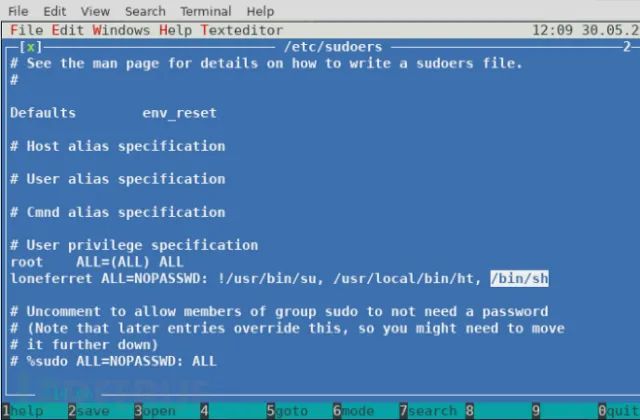 File Edit View Search Terminal Help
File Edit Windows Help Texteditor 12:09 30.05.2
[x] /etc/sudoers 2
# See the man page for details on how to write a sudoers file.
#
Defaults env_reset
# Host alias specification
# User alias specification
# Cmnd alias specification
# User privilege specification
root ALL=(ALL) ALL
loneferret ALL=NOPASSWD: !/usr/bin/su, /usr/local/bin/ht, /bin/sh
# Uncomment to allow members of group sudo to not need a password
# (Note that later entries override this, so you might need to move
# it further down)
# %sudo ALL=NOPASSWD: ALL
1help 2save 3open 4 5goto 6mode 7search 8 9 0quit